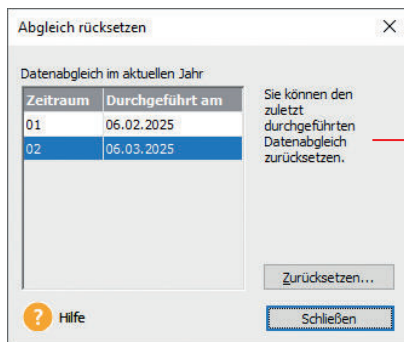 Abgleich rücksetzen
Datenabgleich im aktuellen Jahr
Zeitraum Durchgeführt am
01 06.02.2025
02 06.03.2025
Sie können den
zuletzt
durchgeführten
Datenabgleich
zurücksetzen.
Zurücksetzen...
? Hilfe
Schließen